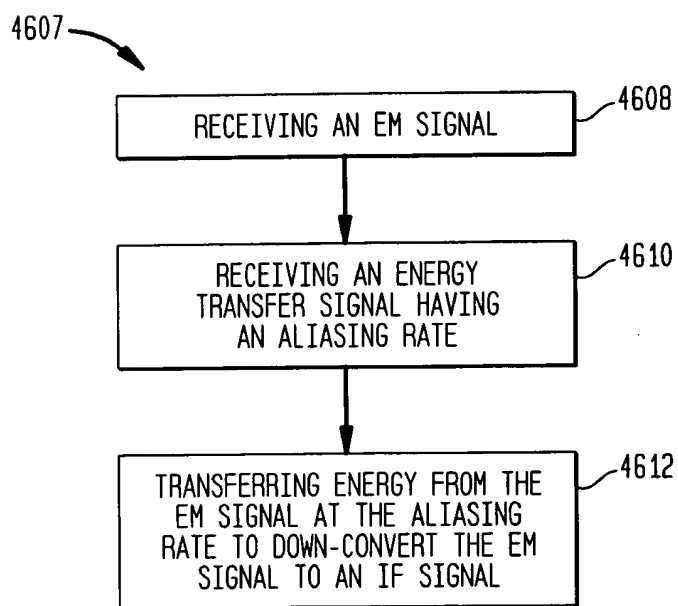 4607
RECEIVING AN EM SIGNAL
4608
RECEIVING AN ENERGY
TRANSFER SIGNAL HAVING
AN ALIASING RATE
4610
TRANSFERRING ENERGY FROM THE
EM SIGNAL AT THE ALIASING
RATE TO DOWN-CONVERT THE EM
SIGNAL TO AN IF SIGNAL
4612